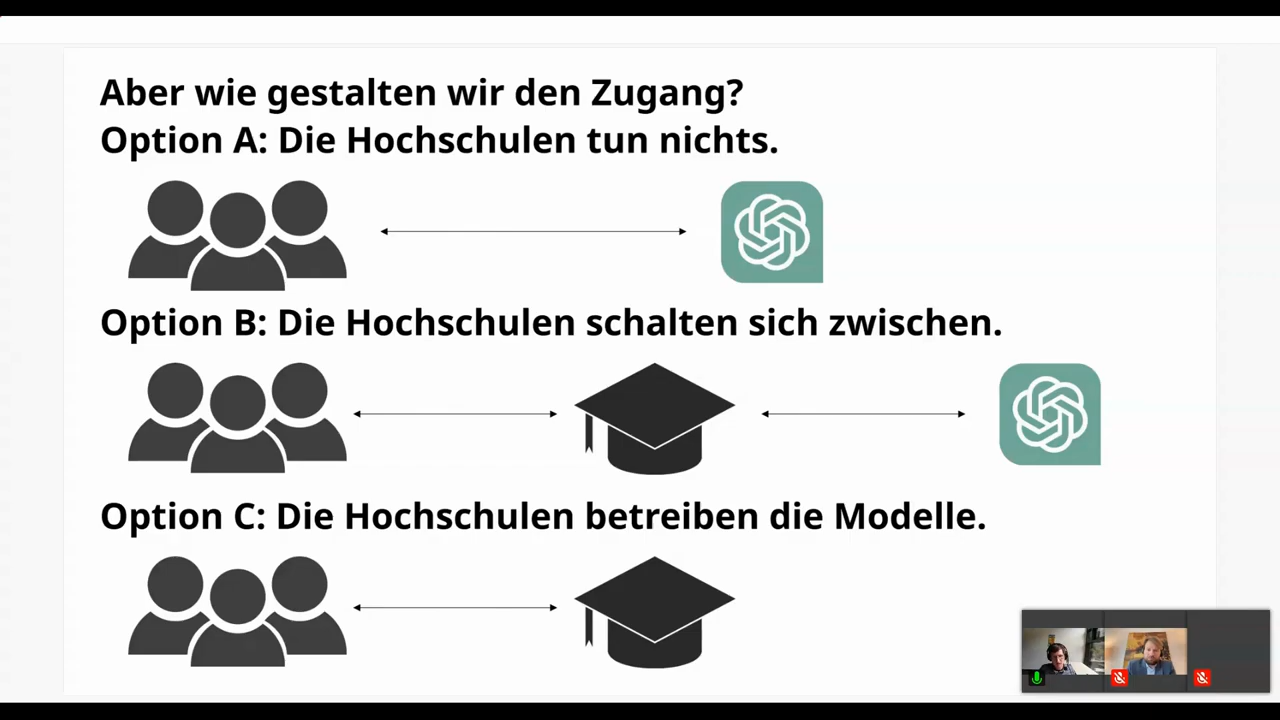 Aber wie gestalten wir den Zugang?
Option A: Die Hochschulen tun nichts.
Option B: Die Hochschulen schalten sich zwischen.
Option C: Die Hochschulen betreiben die Modelle.